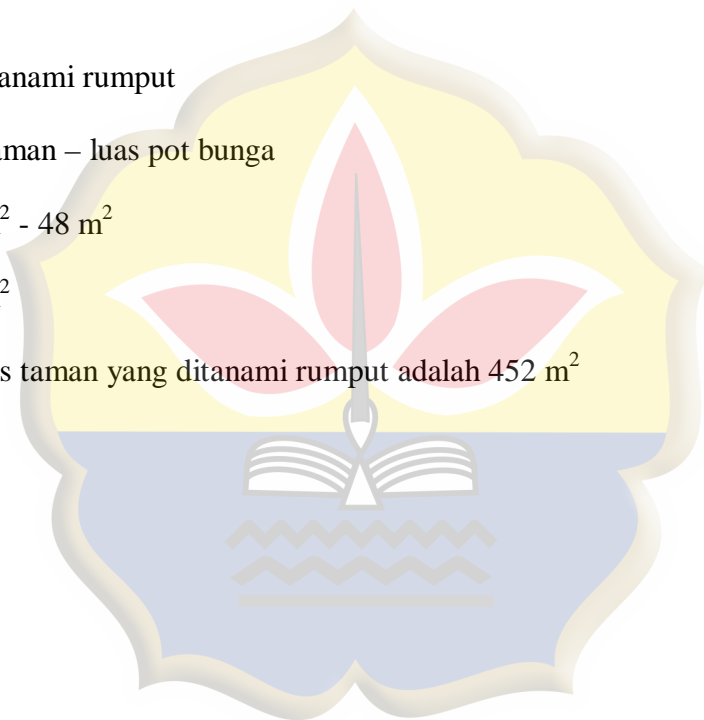 anami rumput
aman – luas pot bunga
² - 48 m²
²
s taman yang ditanami rumput adalah 452 m²